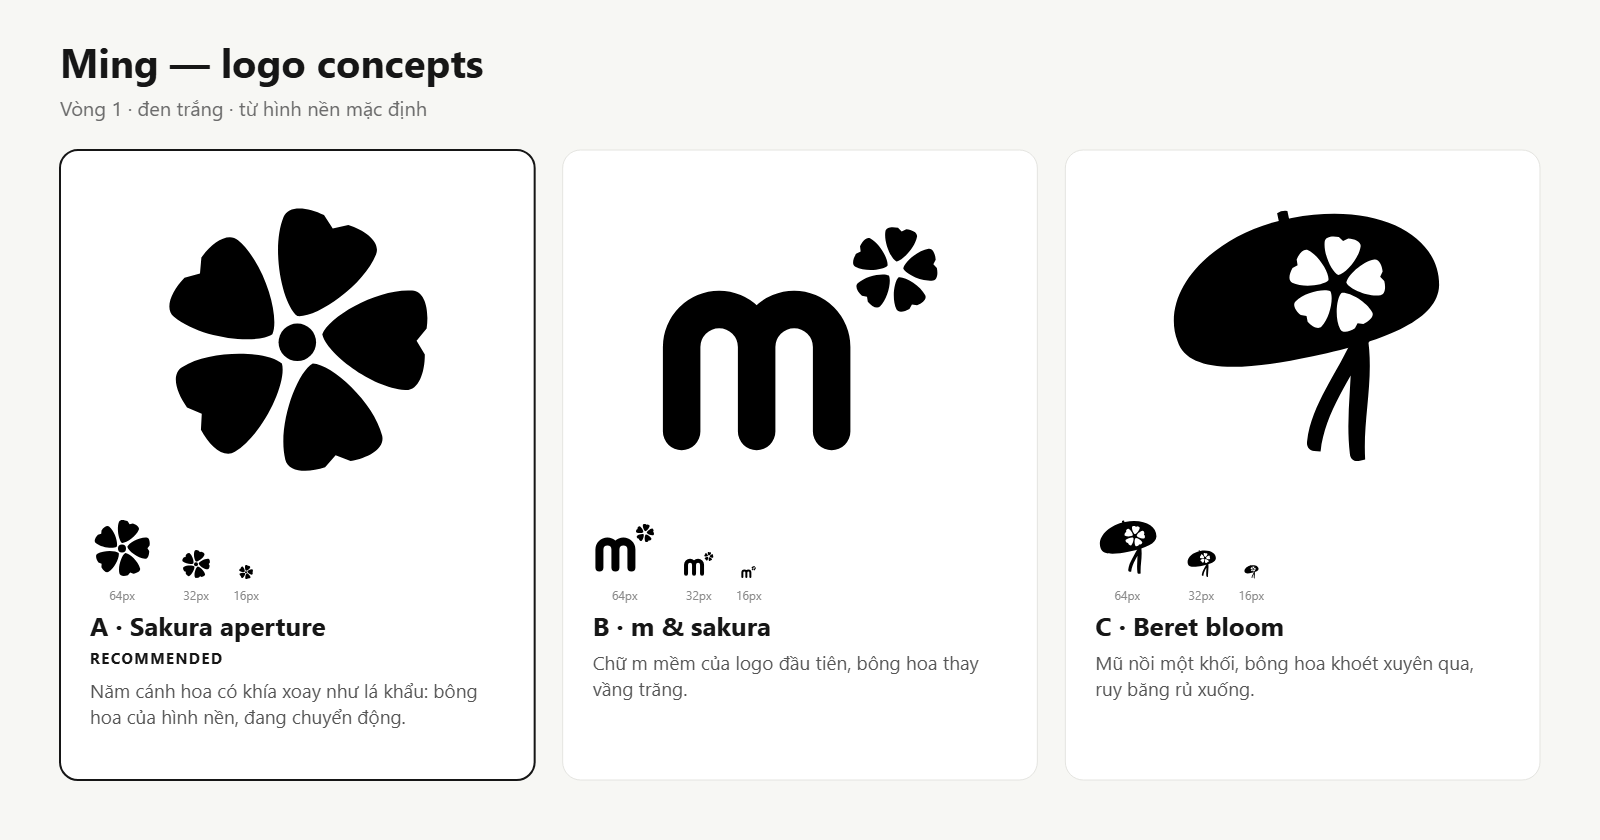 Ming — logo concepts
Vòng 1 · đen trắng · từ hình nền mặc định
m
m m m
64px 32px 16px
64px 32px 16px
64px 32px 16px
A · Sakura aperture
RECOMMENDED
Năm cánh hoa có khía xoay như lá khẩu: bông
hoa của hình nền, đang chuyển động.
B · m & sakura
Chữ m mềm của logo đầu tiên, bông hoa thay
vầng trăng.
C · Beret bloom
Mũ nồi một khối, bông hoa khoét xuyên qua,
ruy băng rủ xuống.